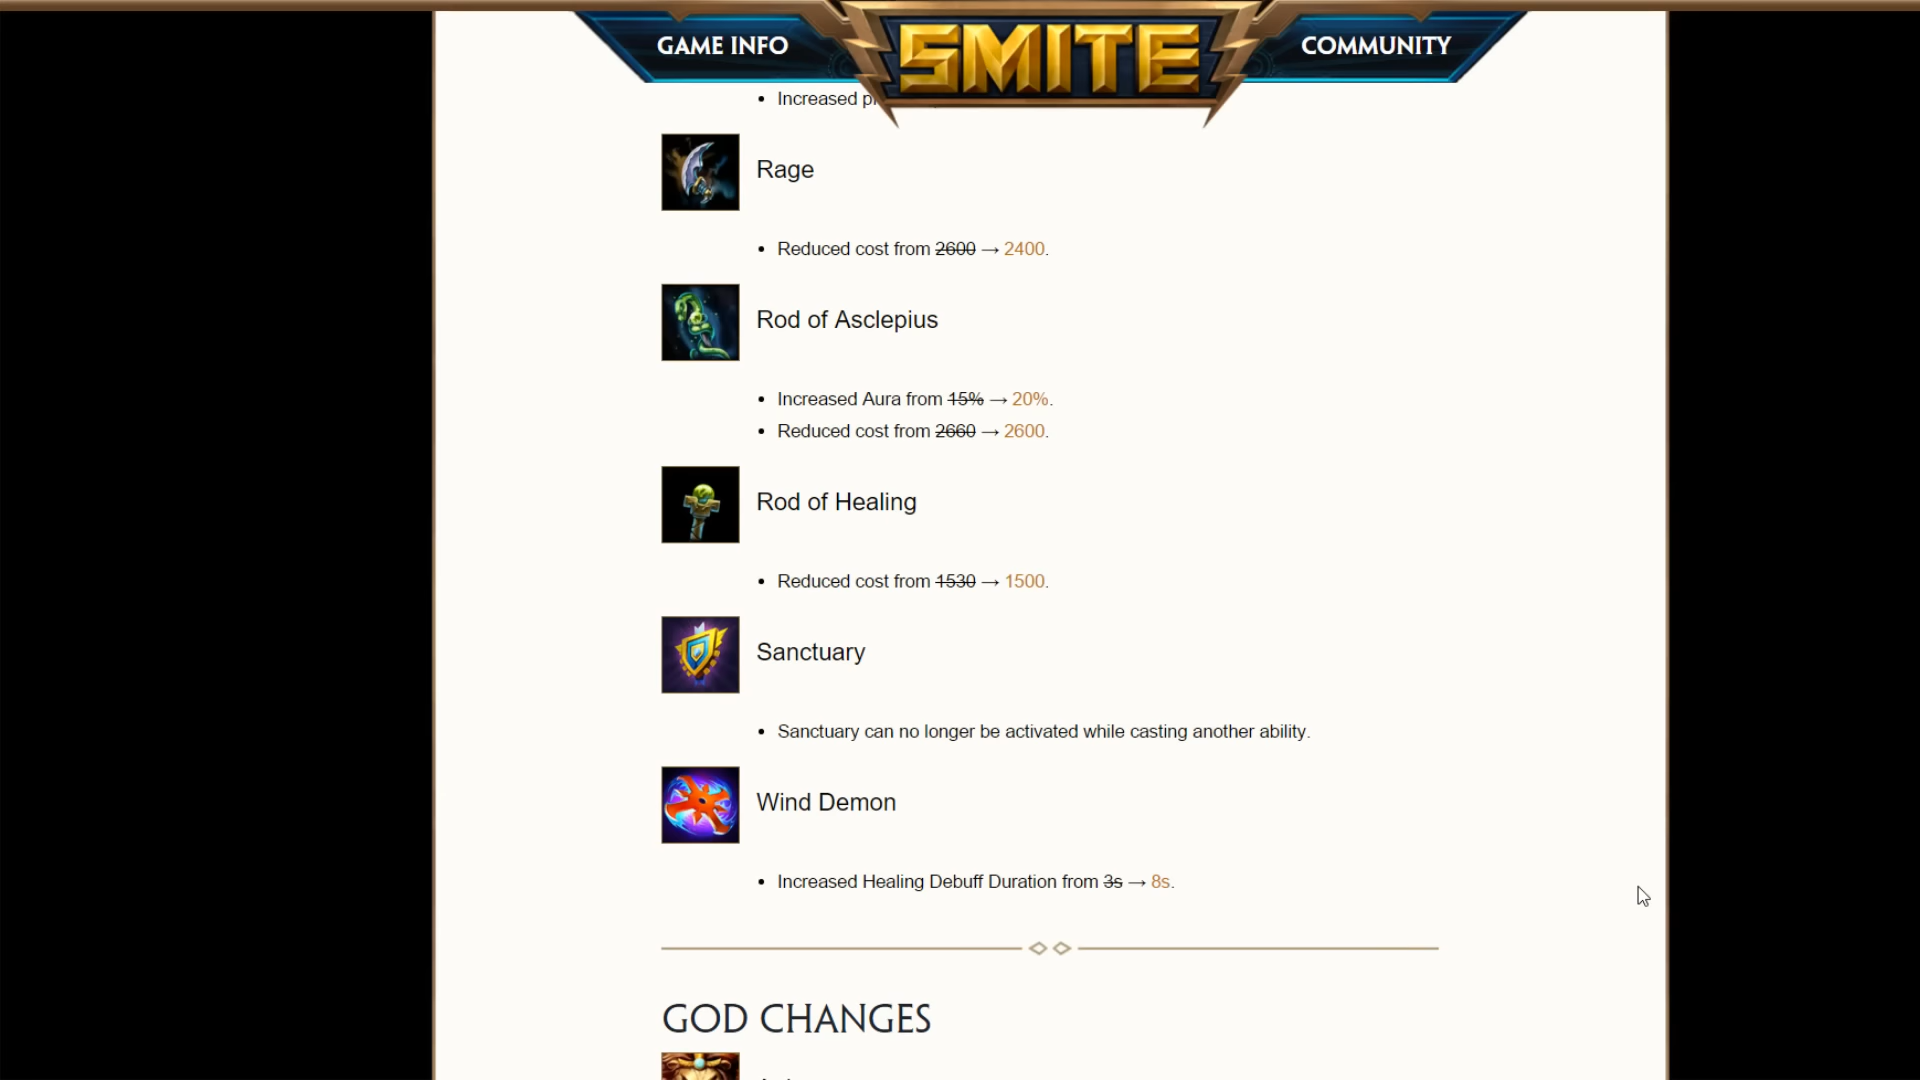 GAME INFO
SMITE
COMMUNITY
Increased
Rage
Reduced cost from 2600 → 2400.
Rod of Asclepius
Increased Aura from 15% → 20%.
Reduced cost from 2660 → 2600.
Rod of Healing
Reduced cost from 1530 → 1500.
Sanctuary
Sanctuary can no longer be activated while casting another ability.
Wind Demon
Increased Healing Debuff Duration from 3s → 8s.
GOD CHANGES